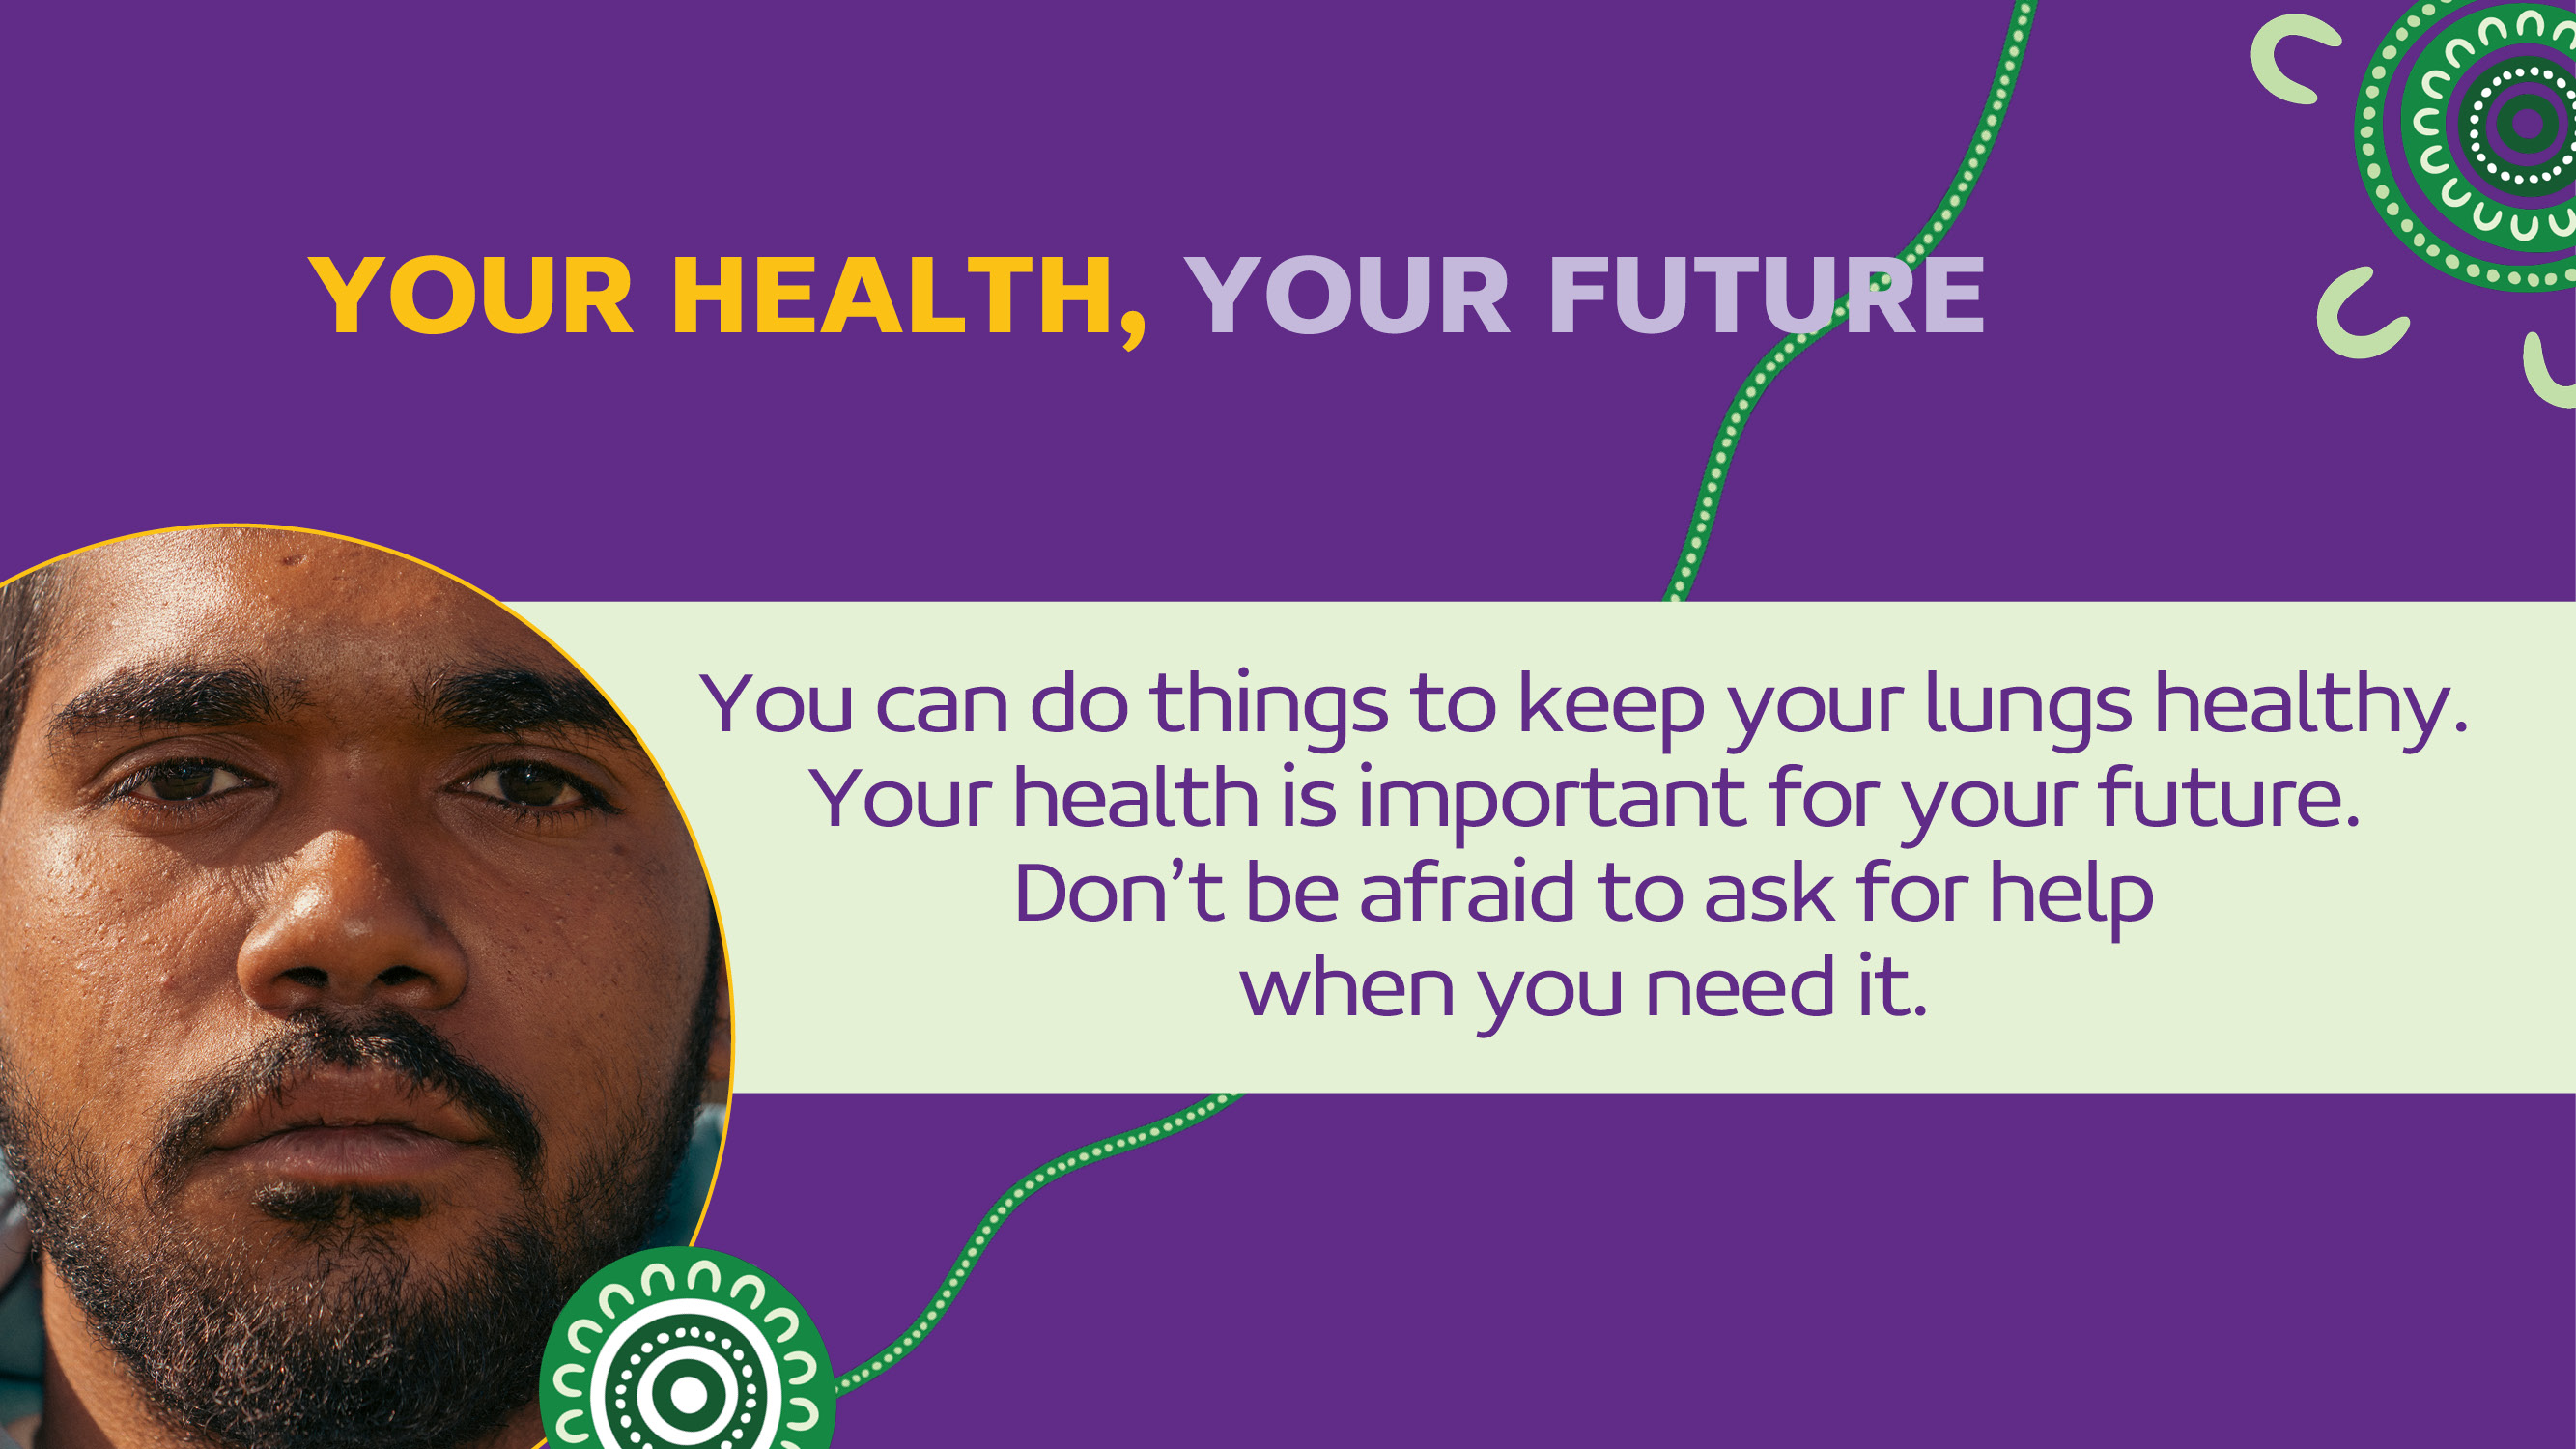 YOUR HEALTH, YOUR FUTURE
You can do things to keep your lungs healthy.
Your health is important for your future.
Don’t be afraid to ask for help
when you need it.